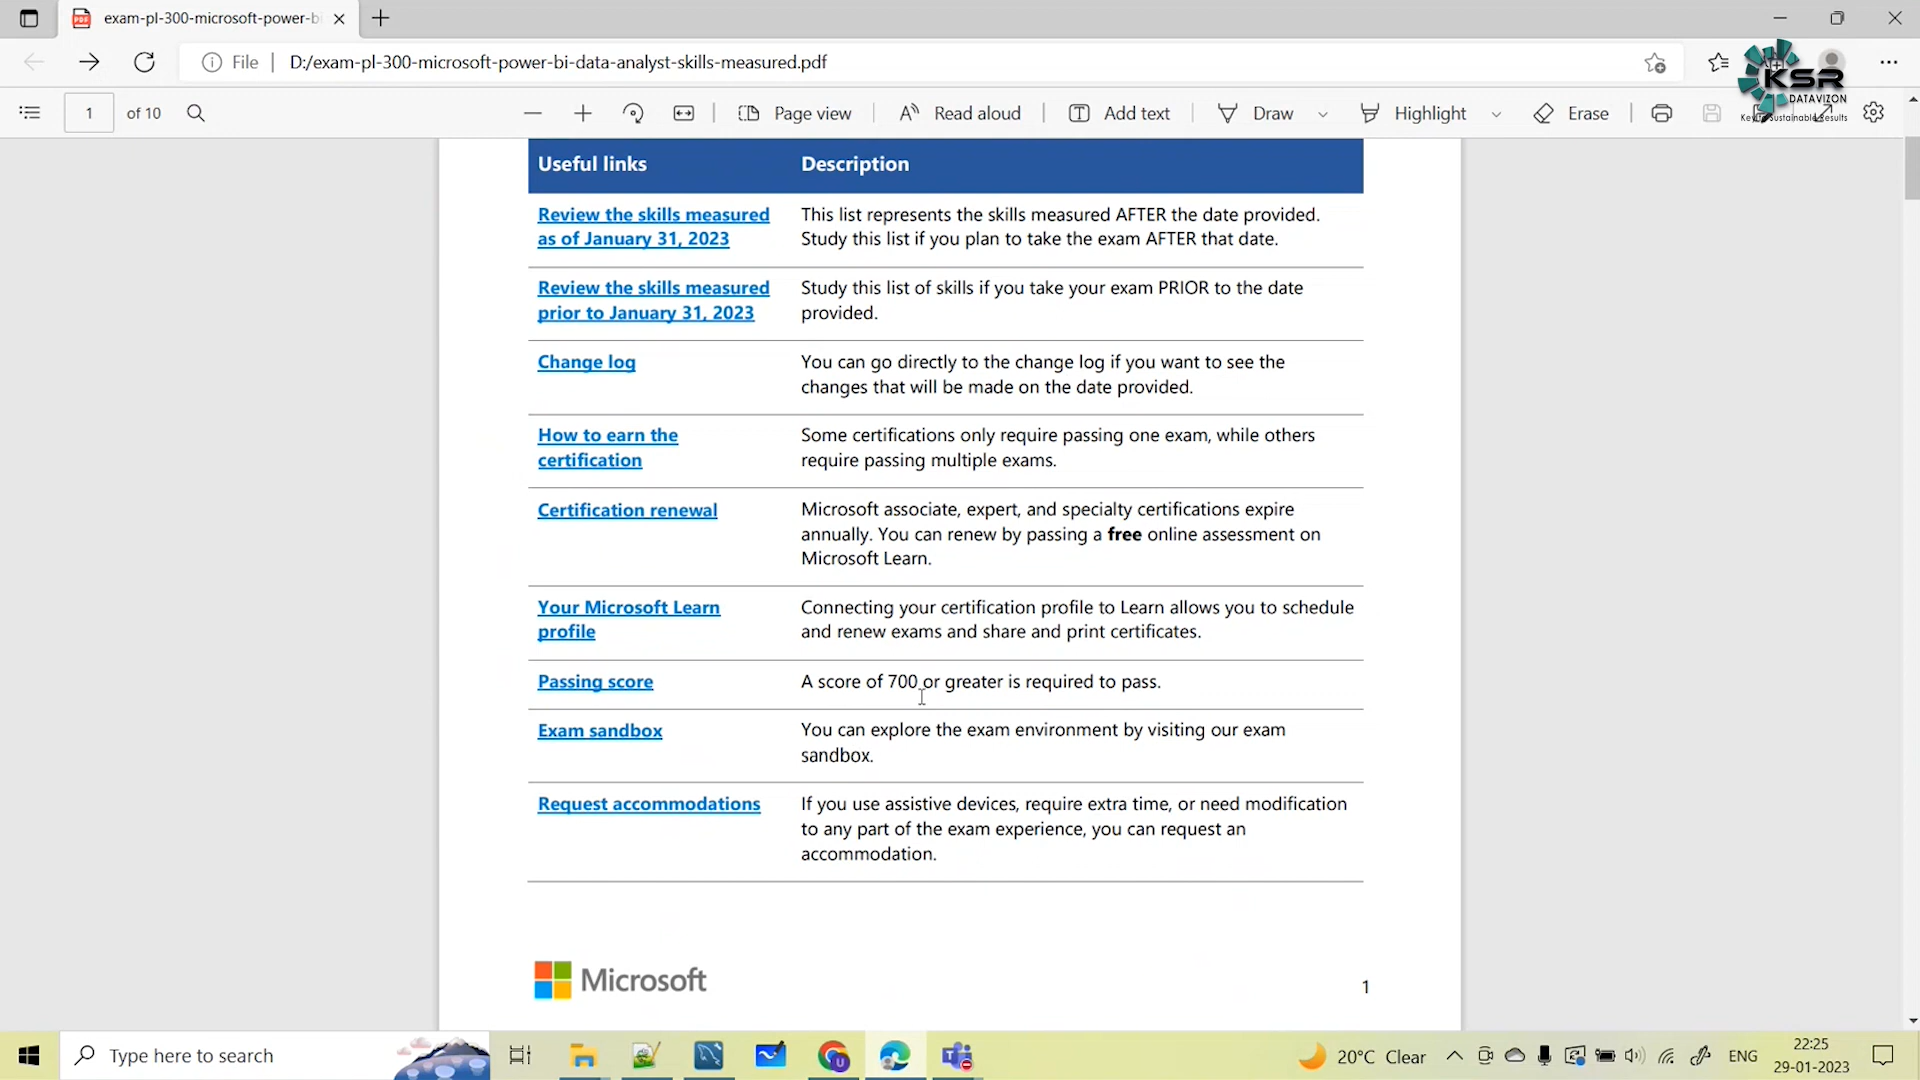 exam-pl-300-microsoft-power-bi
File
D:/exam-pl-300-microsoft-power-bi-data-analyst-skills-measured.pdf
KSR
DATAVIZON
1
of 10
Page view
Read aloud
Add text
Draw
Highlight
Erase
Useful links
Description
Review the skills measured
as of January 31, 2023
This list represents the skills measured AFTER the date provided.
Study this list if you plan to take the exam AFTER that date.
Review the skills measured
prior to January 31, 2023
Study this list of skills if you take your exam PRIOR to the date
provided.
Change log
You can go directly to the change log if you want to see the
changes that will be made on the date provided.
How to earn the
certification
Some certifications only require passing one exam, while others
require passing multiple exams.
Certification renewal
Microsoft associate, expert, and specialty certifications expire
annually. You can renew by passing a free online assessment on
Microsoft Learn.
Your Microsoft Learn
profile
Connecting your certification profile to Learn allows you to schedule
and renew exams and share and print certificates.
Passing score
A score of 700 or greater is required to pass.
Exam sandbox
You can explore the exam environment by visiting our exam
sandbox.
Request accommodations
If you use assistive devices, require extra time, or need modification
to any part of the exam experience, you can request an
accommodation.
Microsoft
1
Type here to search
20°C Clear
ENG
22:25
29-01-2023